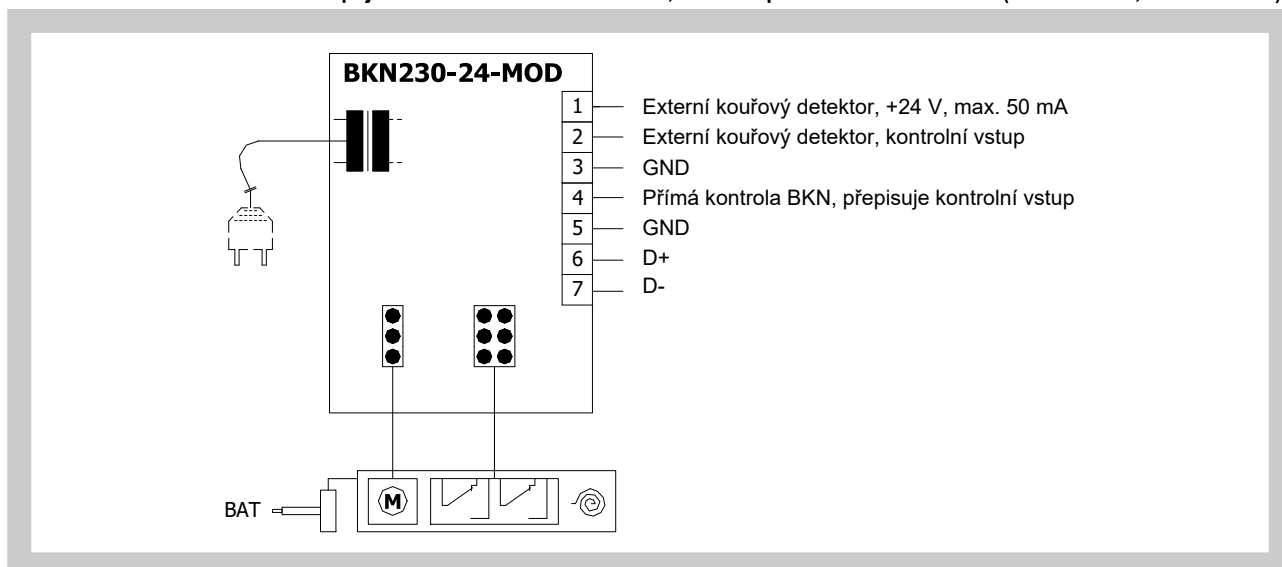 BKN230-24-MOD
1 Externí kouřový detektor, +24 V, max. 50 mA
2 Externí kouřový detektor, kontrolní vstup
3 GND
4 Přímá kontrola BKN, přepisuje kontrolní vstup
5 GND
6 D+
7 D-
BAT
M